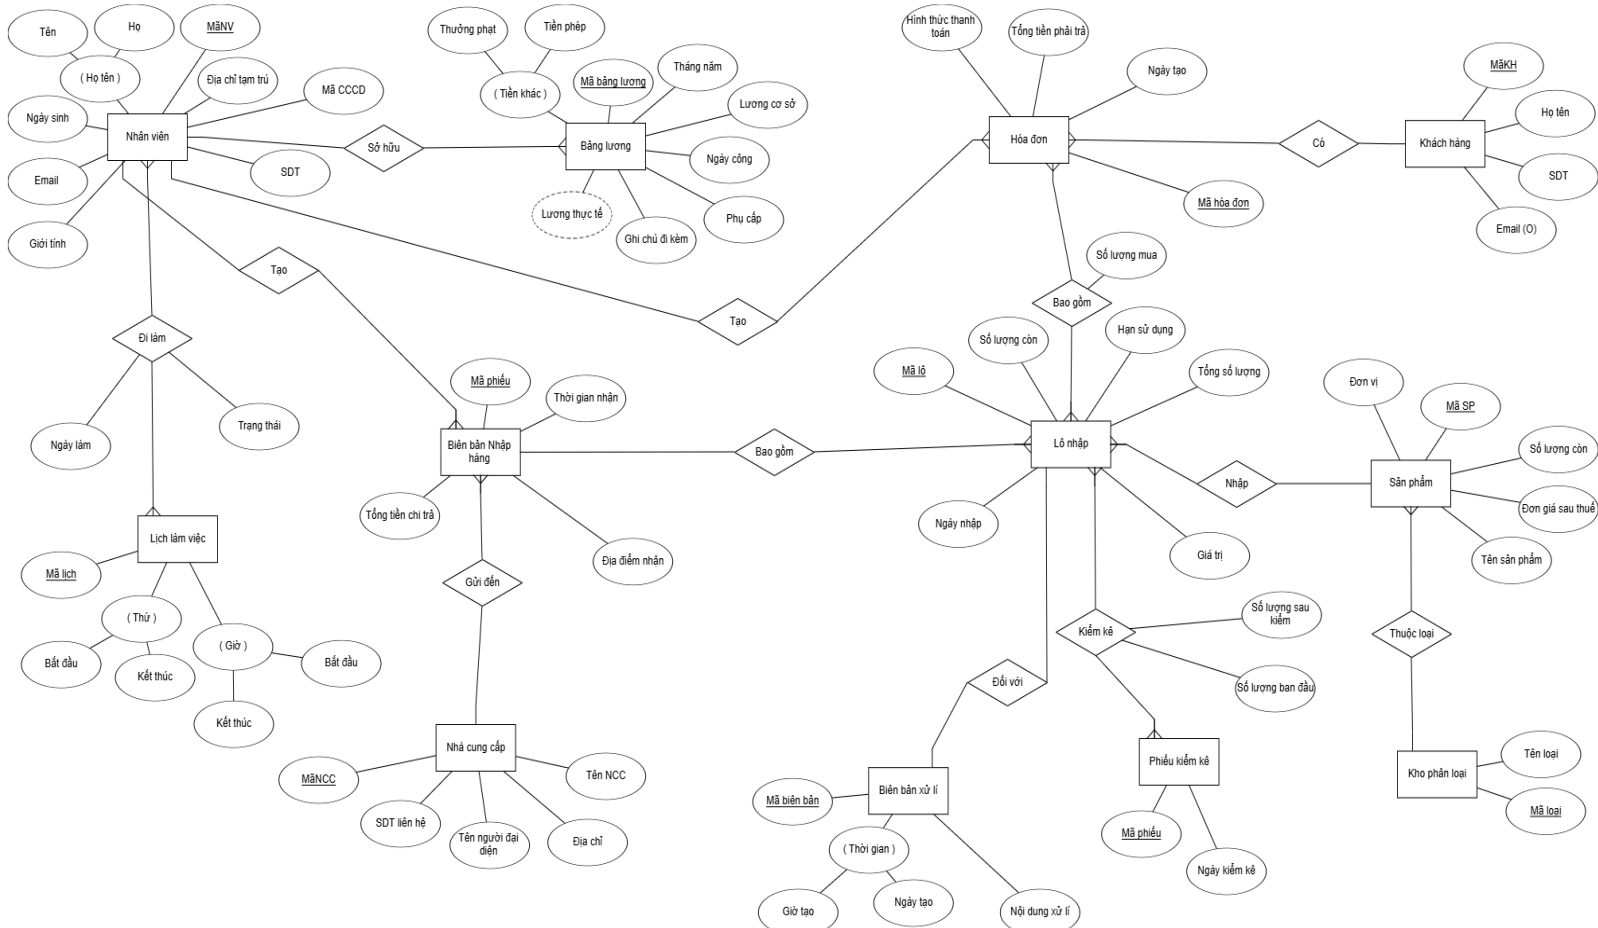 Tên
Họ
MãNV
( Họ tên )
Địa chỉ tạm trú
Mã CCCD
Ngày sinh
Nhân viên
Email
SDT
Giới tính
Sở hữu
Thưởng phạt
Tiền phép
( Tiền khác )
Mã bảng lương
Tháng năm
Lương cơ sở
Bảng lương
Ngày công
Lương thực tế
Phụ cấp
Ghi chú đi kèm
Hình thức thanh
toán
Tổng tiền phải trả
Ngày tạo
Hóa đơn
Mã hóa đơn
Có
MãKH
Họ tên
Khách hàng
SDT
Email (O)
Tạo
Tạo
Số lượng mua
Bao gồm
Đi làm
Ngày làm
Trạng thái
Mã phiếu
Thời gian nhận
Biên bản Nhập
hàng
Tổng tiền chi trả
Địa điểm nhận
Bao gồm
Số lượng còn
Hạn sử dụng
Mã lô
Tổng số lượng
Lô nhập
Ngày nhập
Giá trị
Nhập
Đơn vị
Mã SP
Số lượng còn
Sản phẩm
Đơn giá sau thuế
Tên sản phẩm
Lịch làm việc
Mã lịch
( Thứ )
( Giờ )
Bắt đầu
Kết thúc
Bắt đầu
Kết thúc
Gửi đến
Nhà cung cấp
MãNCC
Tên NCC
SDT liên hệ
Tên người đại
diện
Địa chỉ
Đối với
Kiểm kê
Số lượng sau
kiểm
Số lượng ban đầu
Thuộc loại
Biên bản xử lí
Mã biên bản
( Thời gian )
Giờ tạo
Ngày tạo
Nội dung xử lí
Phiếu kiểm kê
Mã phiếu
Ngày kiểm kê
Kho phân loại
Tên loại
Mã loại